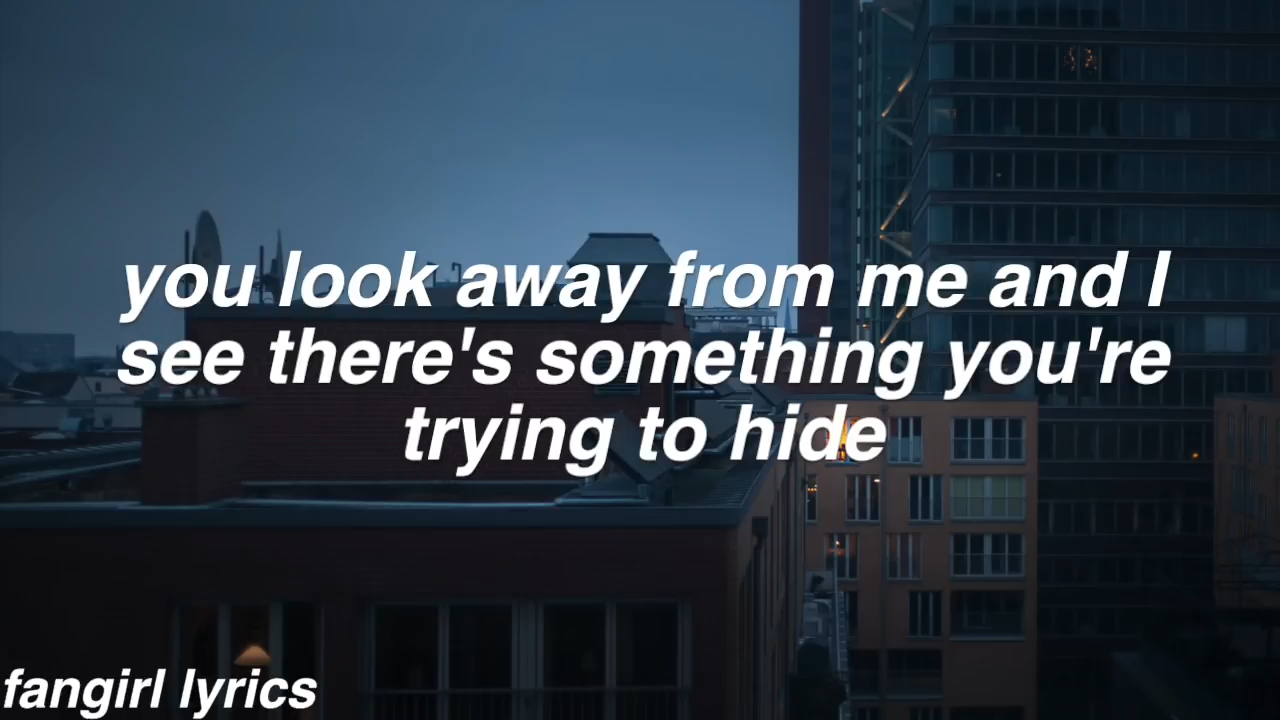 you look away from me and I
see there's something you're
trying to hide
fangirl lyrics